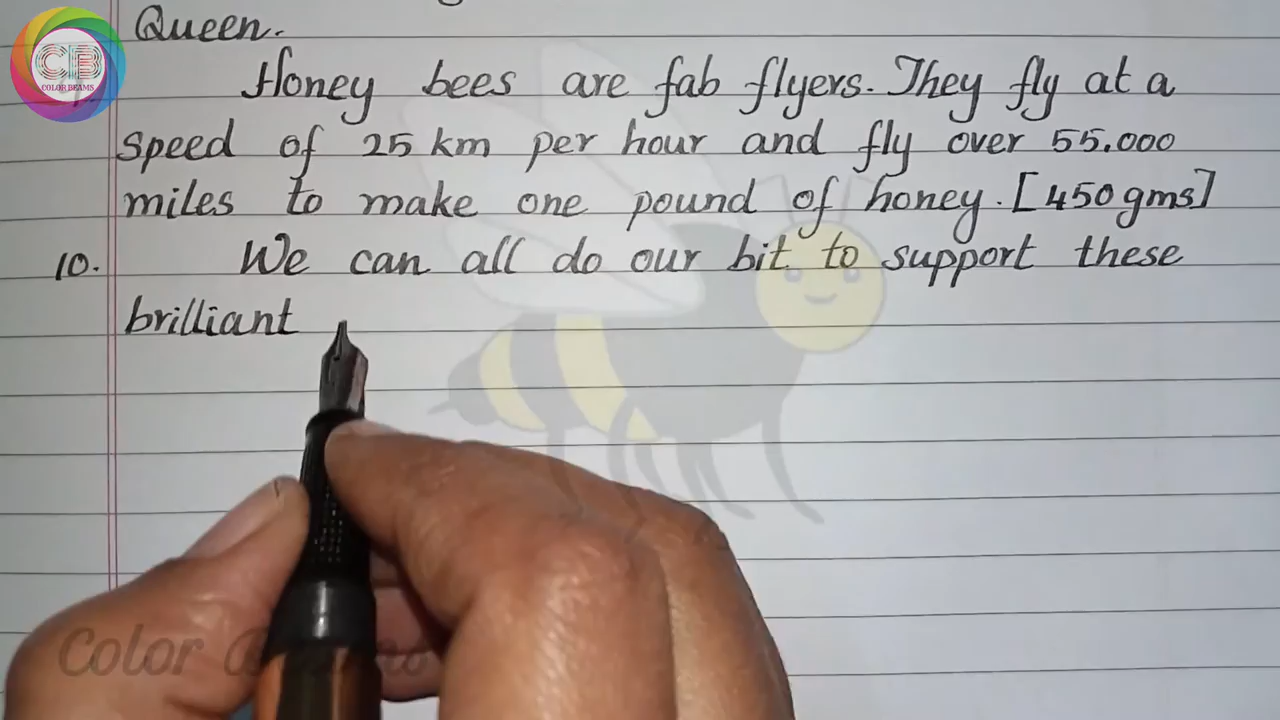 Queen.
Honey bees are fab flyers. They fly at a
speed of 25 km per hour and fly over 55.000
miles to make one pound of honey. [450 gms]
10. We can all do our bit to support these
brilliant
CB
COLOR BEAMS
Color Beams